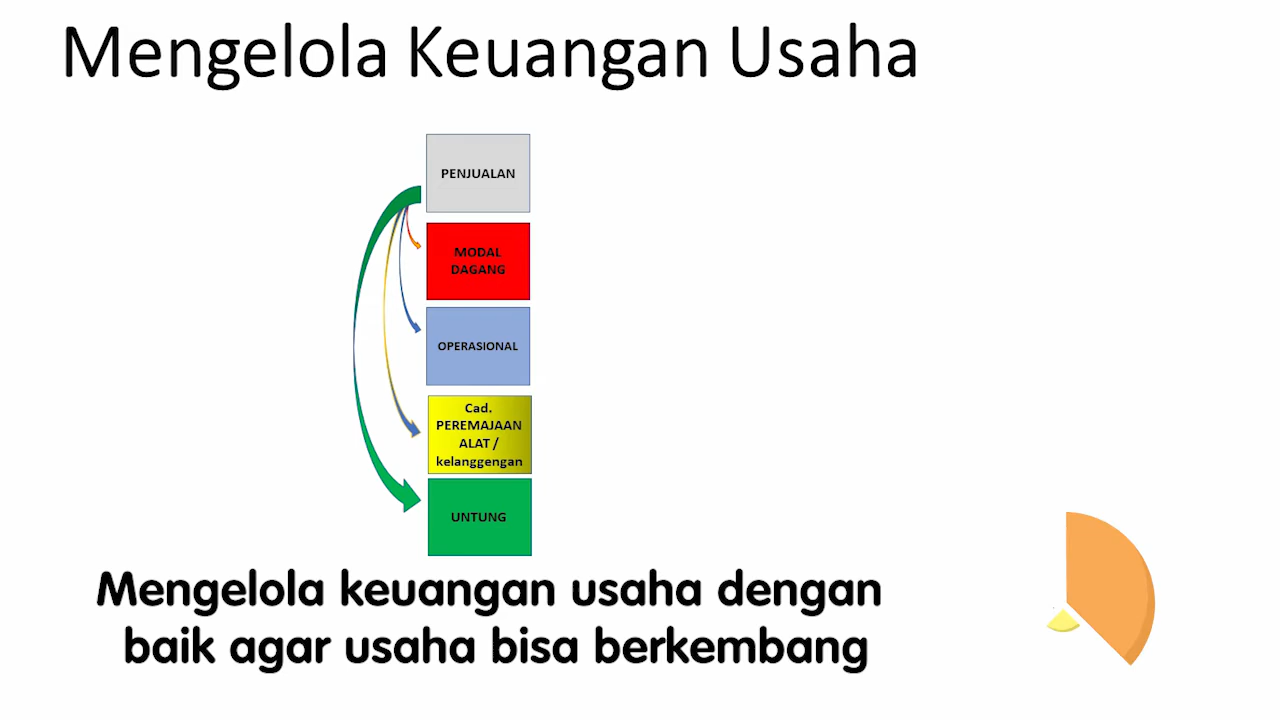 Mengelola Keuangan Usaha
PENJUALAN
MODAL
DAGANG
OPERASIONAL
Cad.
PEREMAJAAN
ALAT /
kelanggengan
UNTUNG
Mengelola keuangan usaha dengan
baik agar usaha bisa berkembang